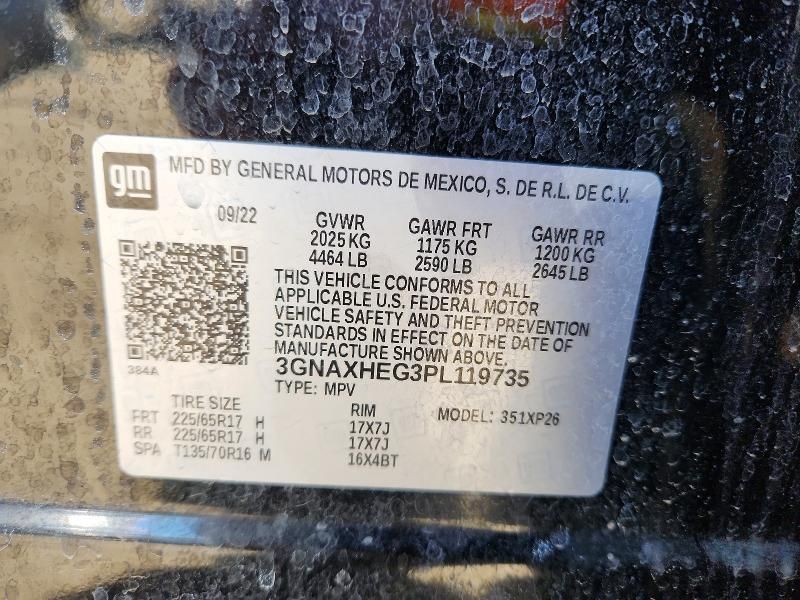 gm MFD BY GENERAL MOTORS DE MEXICO, S. DE R.L. DE C.V.
09/22 GVWR GAWR FRT GAWR RR
2025 KG 1175 KG 1200 KG
4464 LB 2590 LB 2645 LB
THIS VEHICLE CONFORMS TO ALL
APPLICABLE U.S. FEDERAL MOTOR
VEHICLE SAFETY AND THEFT PREVENTION
STANDARDS IN EFFECT ON THE DATE OF
MANUFACTURE SHOWN ABOVE.
384A
3GNAXHEG3PL119735
TYPE: MPV
TIRE SIZE RIM MODEL: 351XP26
FRT 225/65R17 H 17X7J
RR 225/65R17 H 17X7J
SPA T135/70R16 M 16X4BT